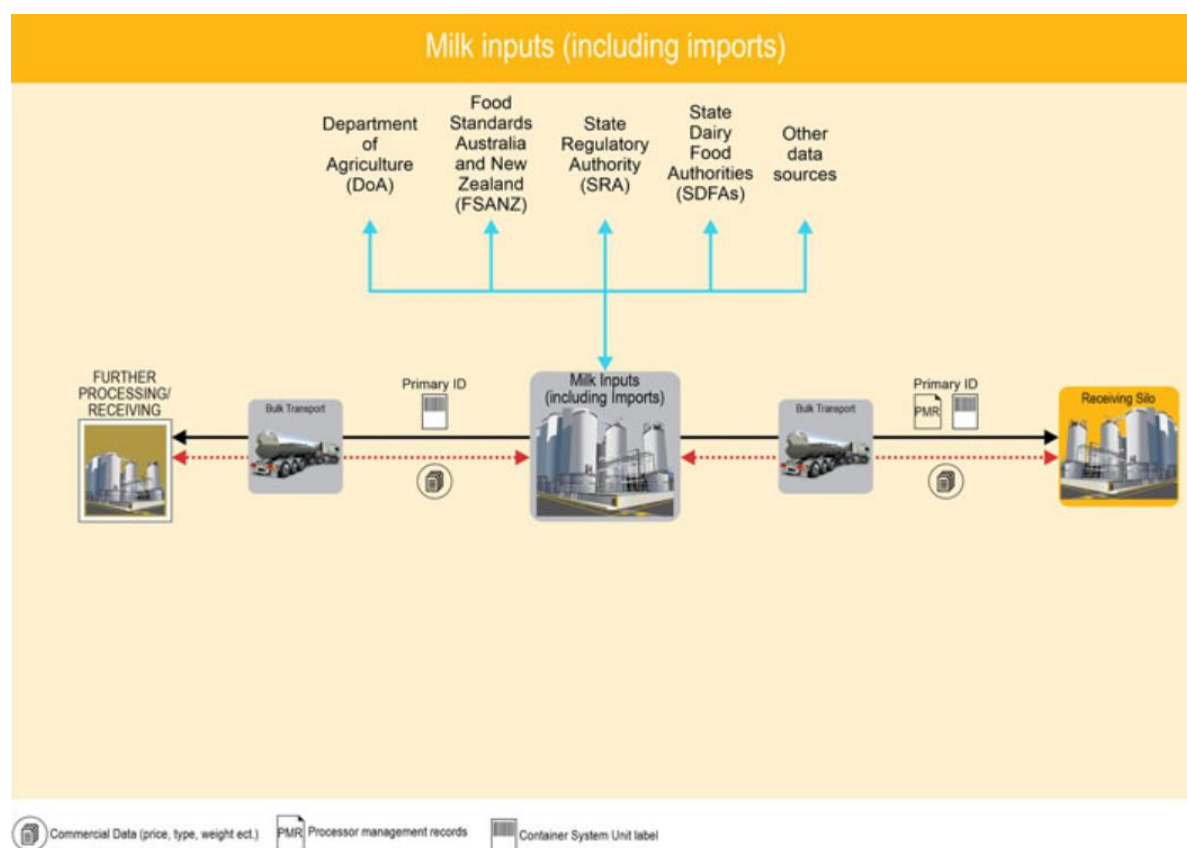 Milk inputs (including imports)
Department
of
Agriculture
(DoA)
Food
Standards
Australia
and New
Zealand
(FSANZ)
State
Regulatory
Authority
(SRA)
State
Dairy
Food
Authorities
(SDFAs)
Other
data
sources
FURTHER
PROCESSING/
RECEIVING
Bulk Transport
Primary ID
Milk Inputs
(including Imports)
Bulk Transport
Primary ID
PMR
Receiving Silo
Commercial Data (price, type, weight ect.)
PMR
Processor management records
Container System Unit label